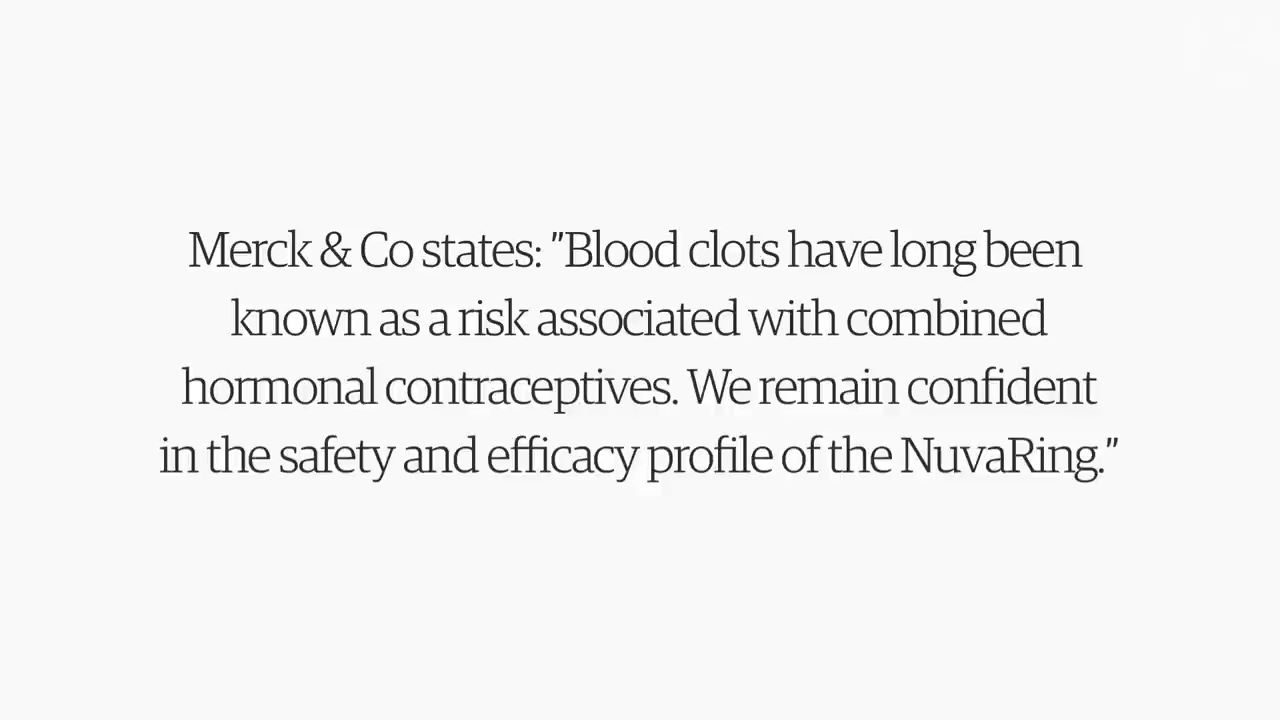 Merck & Co states: "Blood clots have long been
known as a risk associated with combined
hormonal contraceptives. We remain confident
in the safety and efficacy profile of the NuvaRing."